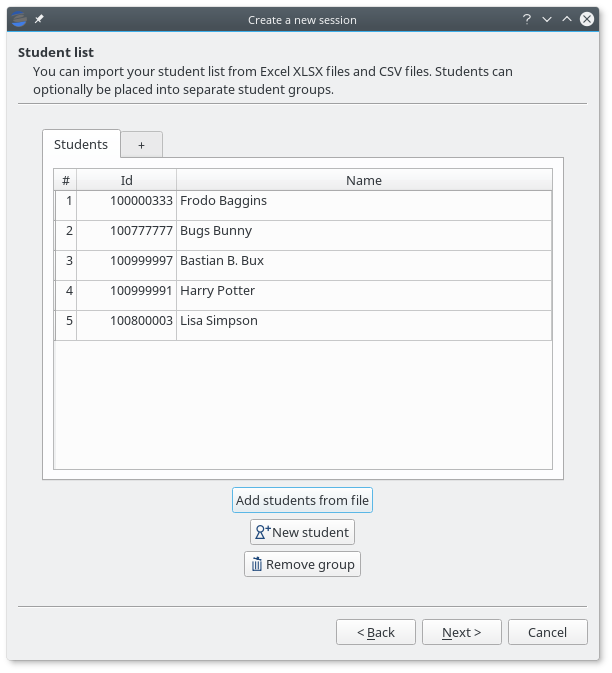 Create a new session
?
Student list
You can import your student list from Excel XLSX files and CSV files. Students can
optionally be placed into separate student groups.
Students +
# Id Name
1 100000333 Frodo Baggins
2 100777777 Bugs Bunny
3 100999997 Bastian B. Bux
4 100999991 Harry Potter
5 100800003 Lisa Simpson
Add students from file
New student
Remove group
< Back Next > Cancel